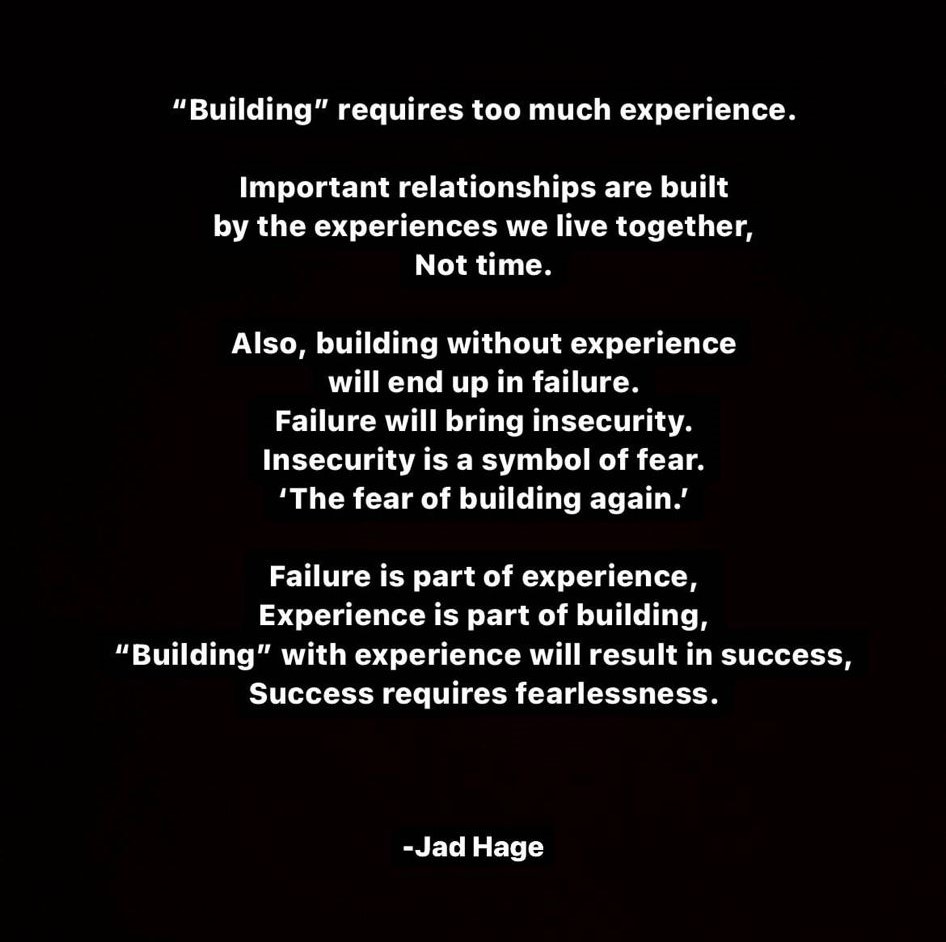 “Building” requires too much experience.
Important relationships are built
by the experiences we live together,
Not time.
Also, building without experience
will end up in failure.
Failure will bring insecurity.
Insecurity is a symbol of fear.
‘The fear of building again.’
Failure is part of experience,
Experience is part of building,
“Building” with experience will result in success,
Success requires fearlessness.
-Jad Hage